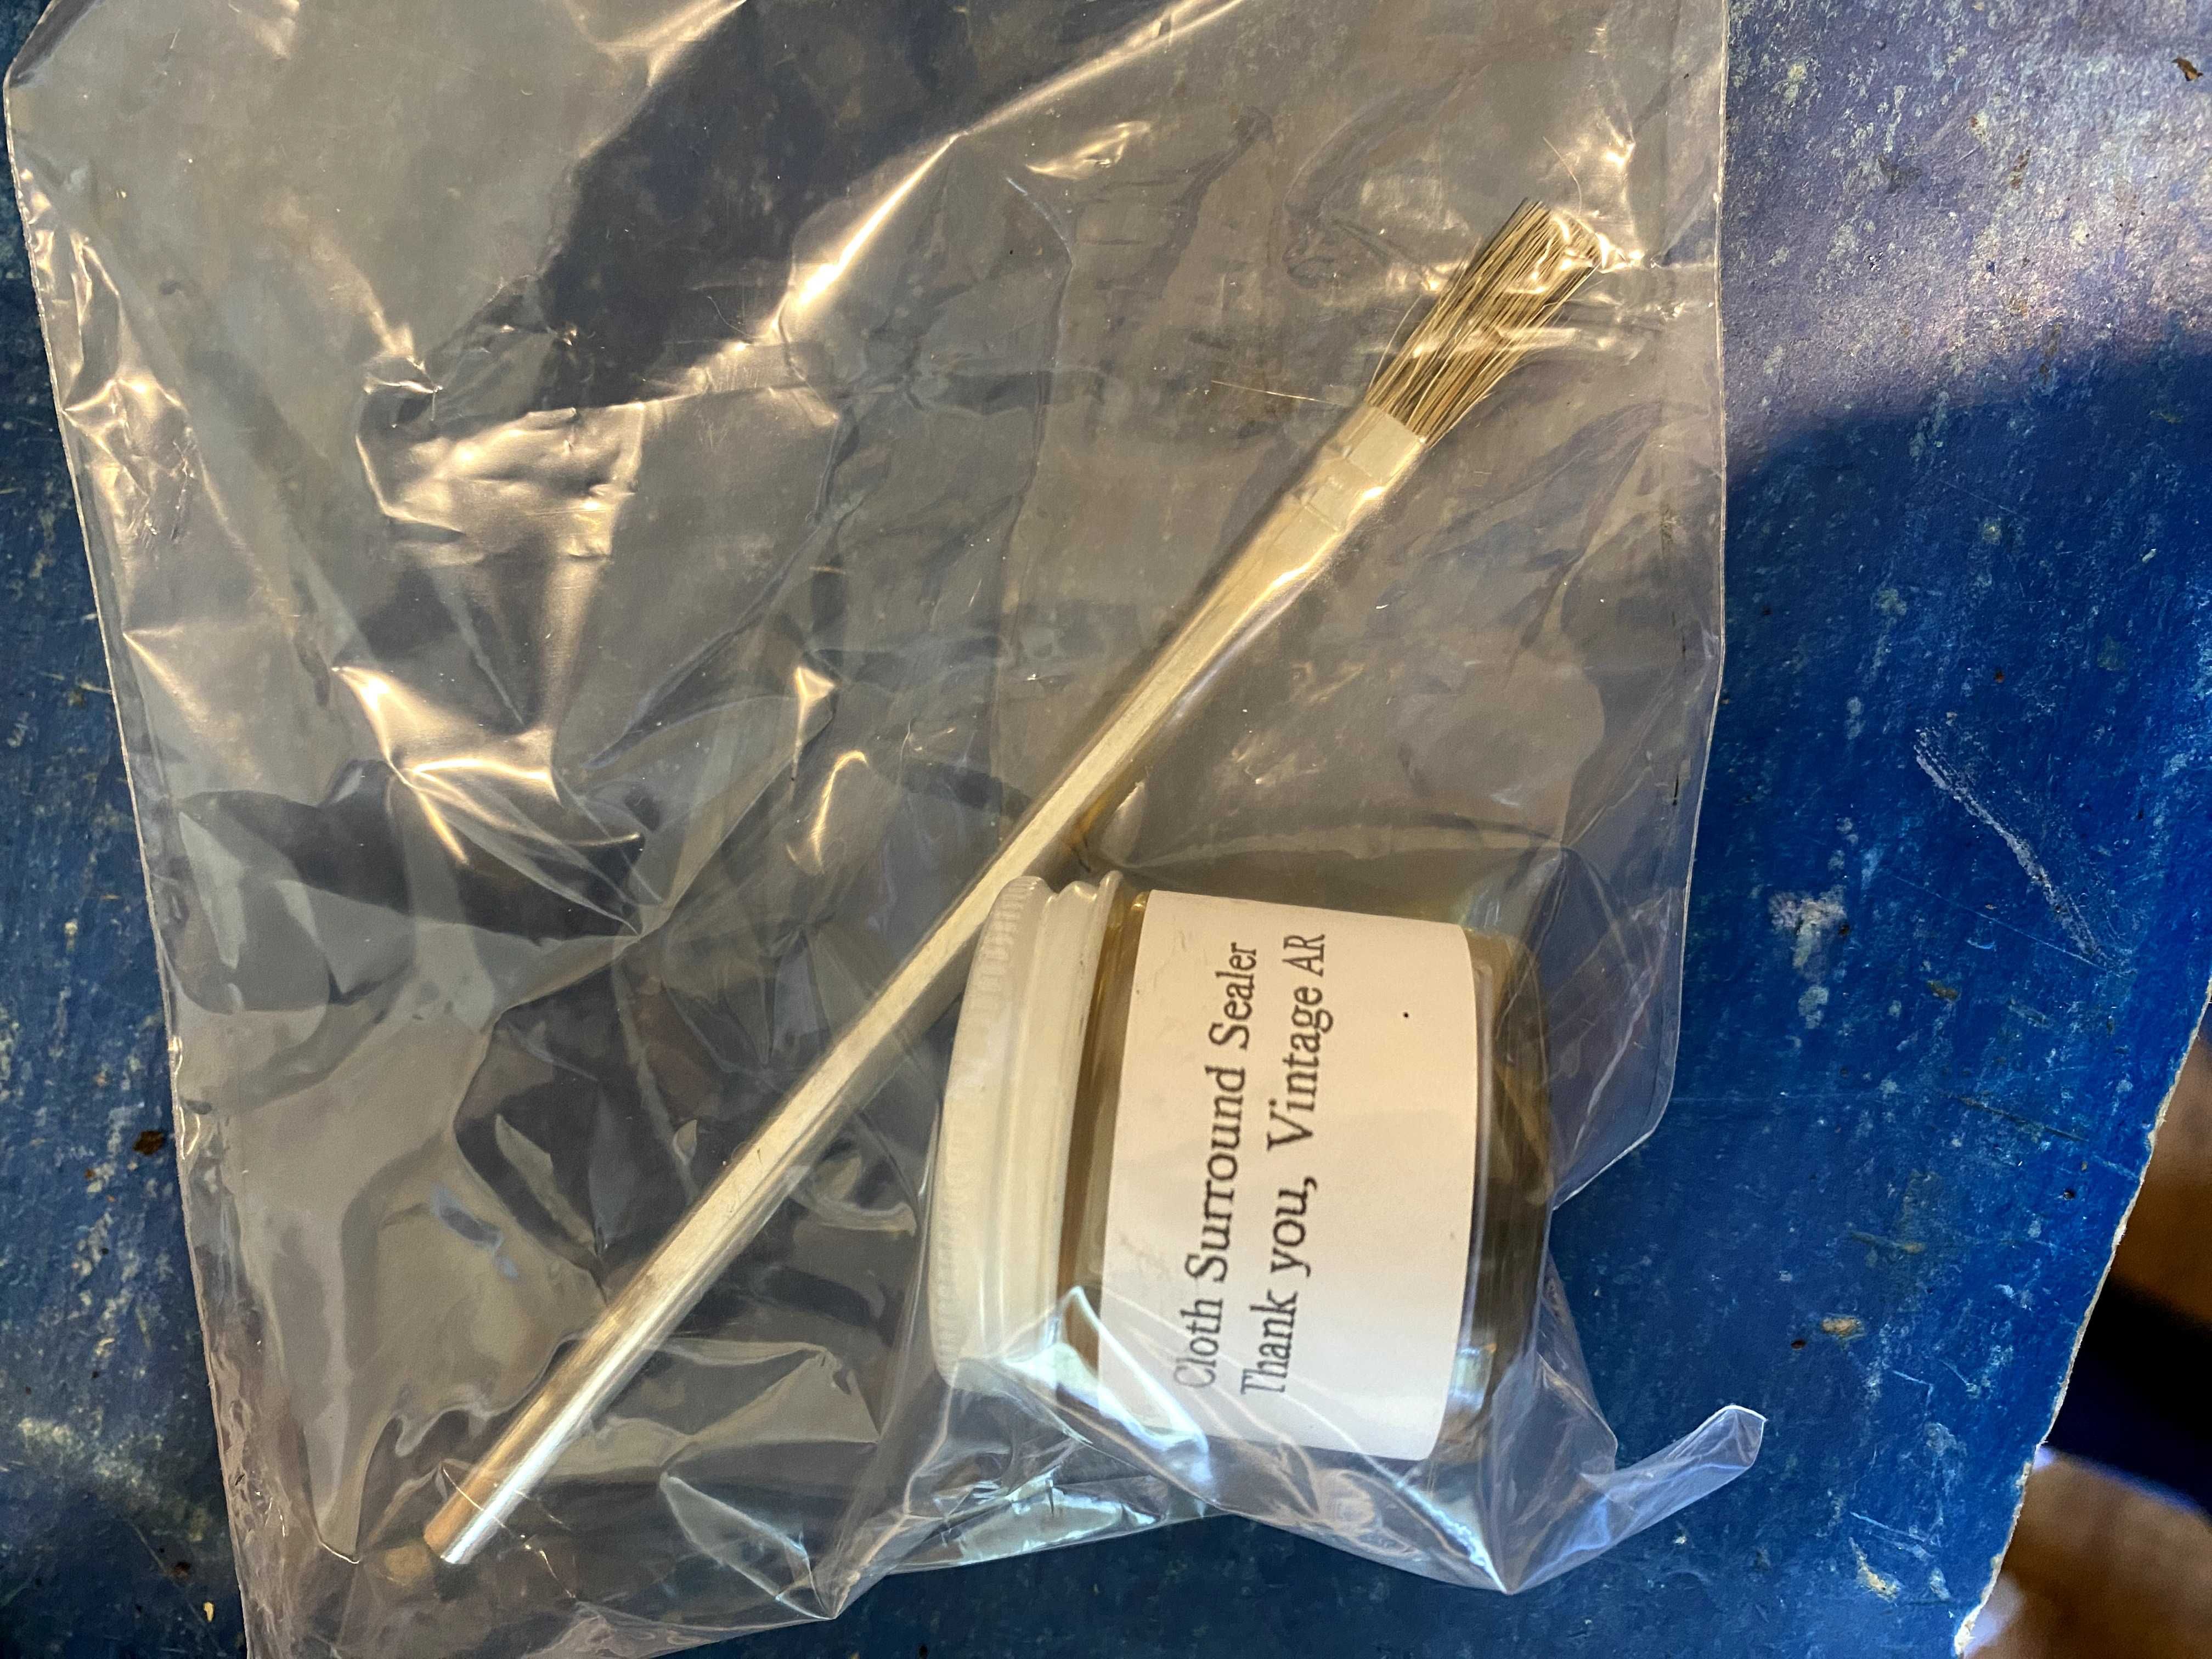 Cloth Surround Sealer
Thank you, Vintage AR